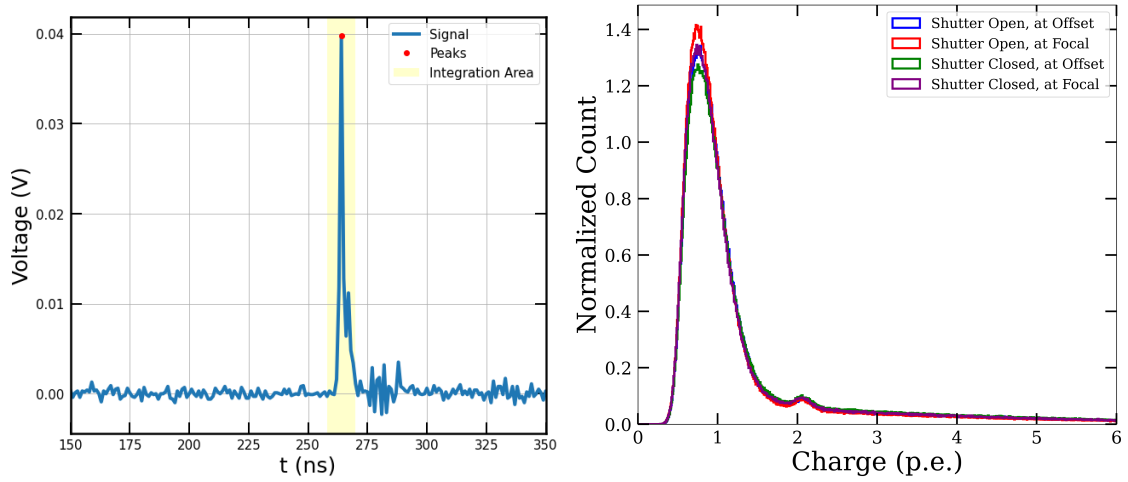 Voltage (V)
0.04
0.03
0.02
0.01
0.00
150
175
200
225
250
275
300
325
350
t (ns)
Signal
Peaks
Integration Area
Normalized Count
1.4
1.2
1.0
0.8
0.6
0.4
0.2
0.0
0
1
2
3
4
5
6
Charge (p.e.)
Shutter Open, at Offset
Shutter Open, at Focal
Shutter Closed, at Offset
Shutter Closed, at Focal